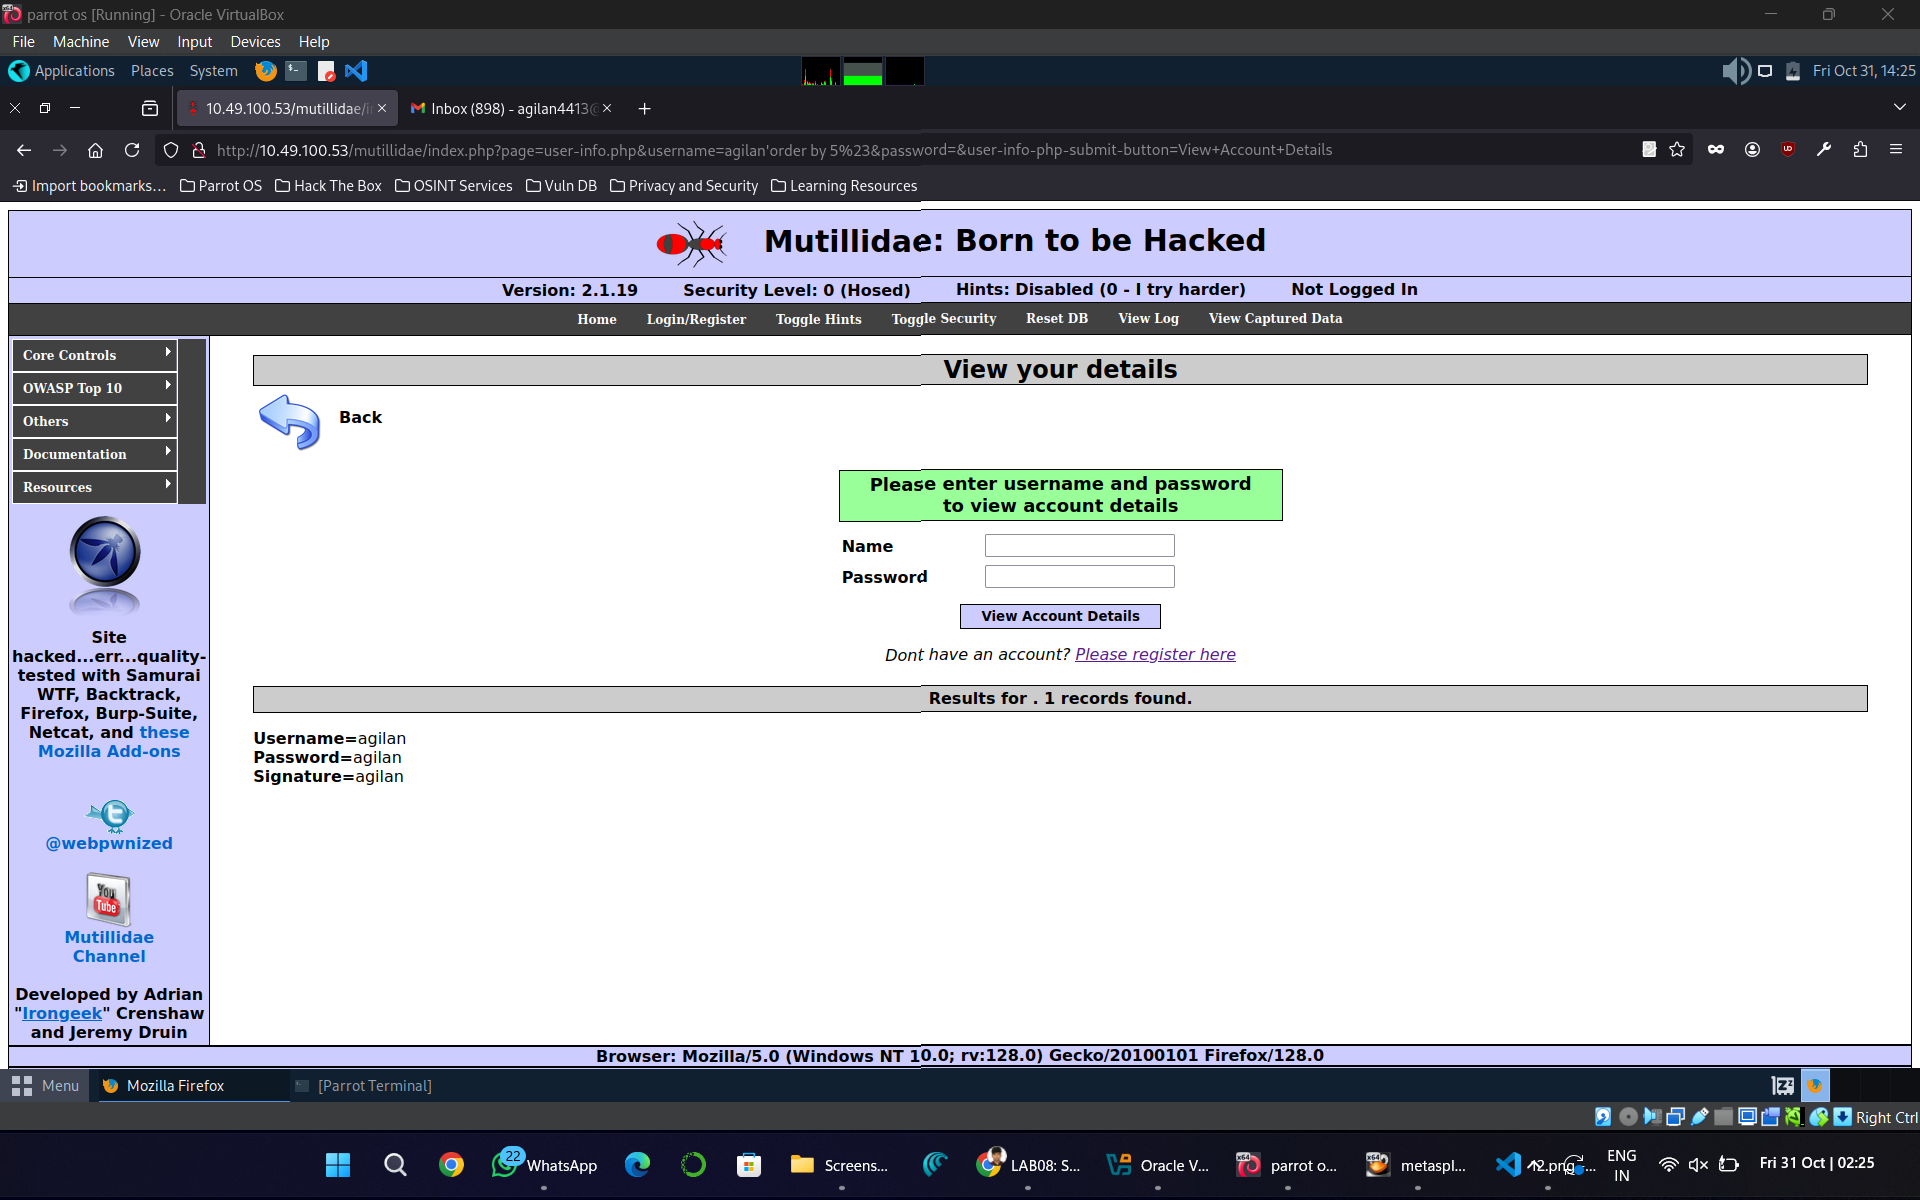 parrot os [Running] - Oracle VirtualBox
File Machine View Input Devices Help
Applications Places System Fri Oct 31, 14:25
10.49.100.53/mutillidae/i Inbox (898) - agilan4413@
http://10.49.100.53/mutillidae/index.php?page=user-info.php&username=agilan'order by 5%23&password=&user-info-php-submit-button=View+Account+Details
Import bookmarks... Parrot OS Hack The Box OSINT Services Vuln DB Privacy and Security Learning Resources
Mutillidae: Born to be Hacked
Version: 2.1.19 Security Level: 0 (Hosed) Hints: Disabled (0 - I try harder) Not Logged In
Home Login/Register Toggle Hints Toggle Security Reset DB View Log View Captured Data
Core Controls
OWASP Top 10
Others
Documentation
Resources
Site
hacked...err...quality-
tested with Samurai
WTF, Backtrack,
Firefox, Burp-Suite,
Netcat, and these
Mozilla Add-ons
@webpwnized
You
Tube
Mutillidae
Channel
Developed by Adrian
"Irongeek" Crenshaw
and Jeremy Druin
View your details
Back
Please enter username and password
to view account details
Name
Password
View Account Details
Dont have an account? Please register here
Results for . 1 records found.
Username=agilan
Password=agilan
Signature=agilan
Browser: Mozilla/5.0 (Windows NT 10.0; rv:128.0) Gecko/20100101 Firefox/128.0
Menu Mozilla Firefox [Parrot Terminal]
Right Ctrl
22 WhatsApp Screens... LAB08: S... Oracle V... parrot o... metaspl... ENG
IN
Fri 31 Oct | 02:25